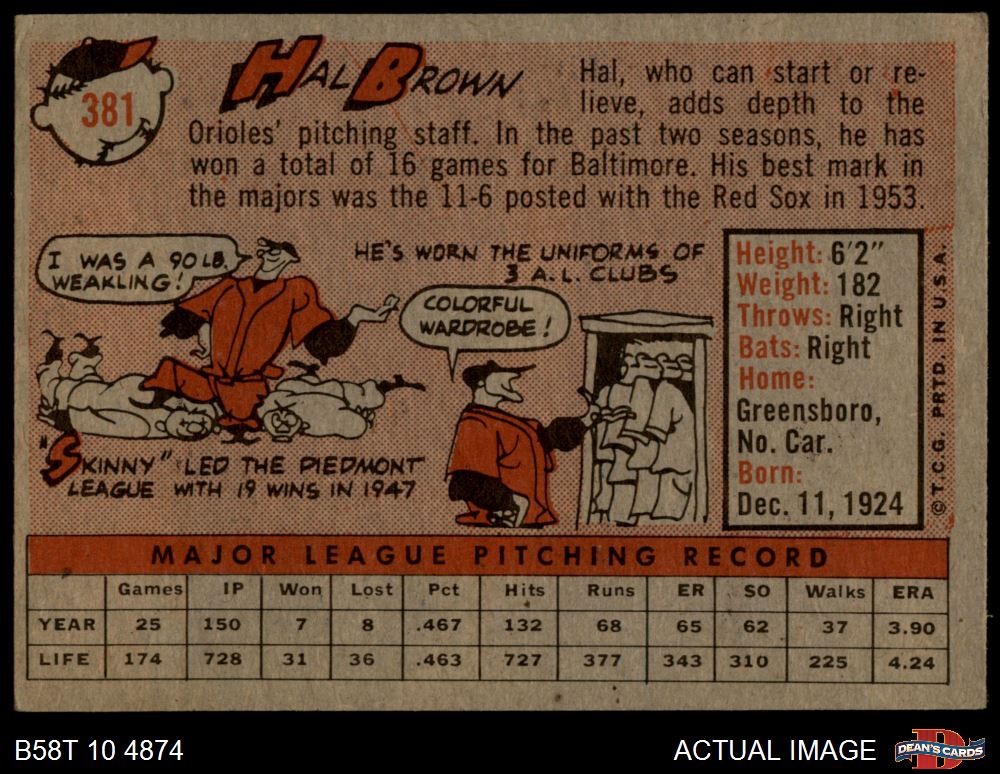 381
HAL BROWN
Hal, who can start or re-
lieve, adds depth to the
Orioles' pitching staff. In the past two seasons, he has
won a total of 16 games for Baltimore. His best mark in
the majors was the 11-6 posted with the Red Sox in 1953.
I WAS A 90 LB.
WEAKLING!
HE'S WORN THE UNIFORMS OF
3 A.L. CLUBS
COLORFUL
WARDROBE!
"SKINNY" LED THE PIEDMONT
LEAGUE WITH 19 WINS IN 1947
Height: 6'2"
Weight: 182
Throws: Right
Bats: Right
Home:
Greensboro,
No. Car.
Born:
Dec. 11, 1924
© T.C.G. PRTD. IN U.S.A.
MAJOR LEAGUE PITCHING RECORD
Games IP Won Lost Pct Hits Runs ER SO Walks ERA
YEAR 25 150 7 8 .467 132 68 65 62 37 3.90
LIFE 174 728 31 36 .463 727 377 343 310 225 4.24
B58T 10 4874
ACTUAL IMAGE
DEAN'S CARDS